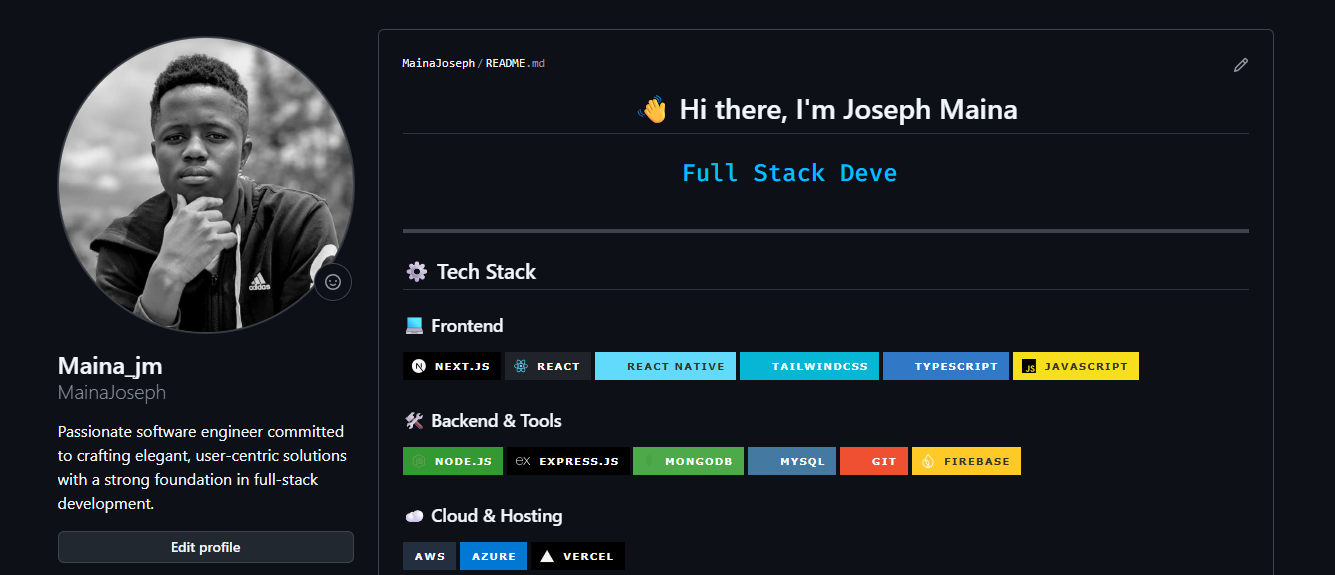 MainaJoseph/README.md
👋 Hi there, I'm Joseph Maina
Full Stack Deve
adidas
Maina_jm
MainaJoseph
Passionate software engineer committed
to crafting elegant, user-centric solutions
with a strong foundation in full-stack
development.
Edit profile
Tech Stack
Frontend
N NEXT.JS REACT REACT NATIVE TAILWINDCSS TYPESCRIPT JS JAVASCRIPT
Backend & Tools
NODE.JS ex EXPRESS.JS MONGODB MYSQL GIT FIREBASE
Cloud & Hosting
AWS AZURE VERCEL